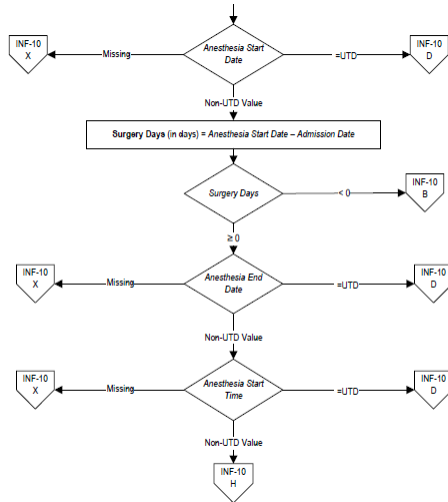 INF-10
X
Missing
Anesthesia Start
Date
=UTD
INF-10
D
Non-UTD Value
Surgery Days (in days) = Anesthesia Start Date – Admission Date
Surgery Days
< 0
INF-10
B
≥ 0
INF-10
X
Missing
Anesthesia End
Date
=UTD
INF-10
D
Non-UTD Value
INF-10
X
Missing
Anesthesia Start
Time
=UTD
INF-10
D
Non-UTD Value
INF-10
H